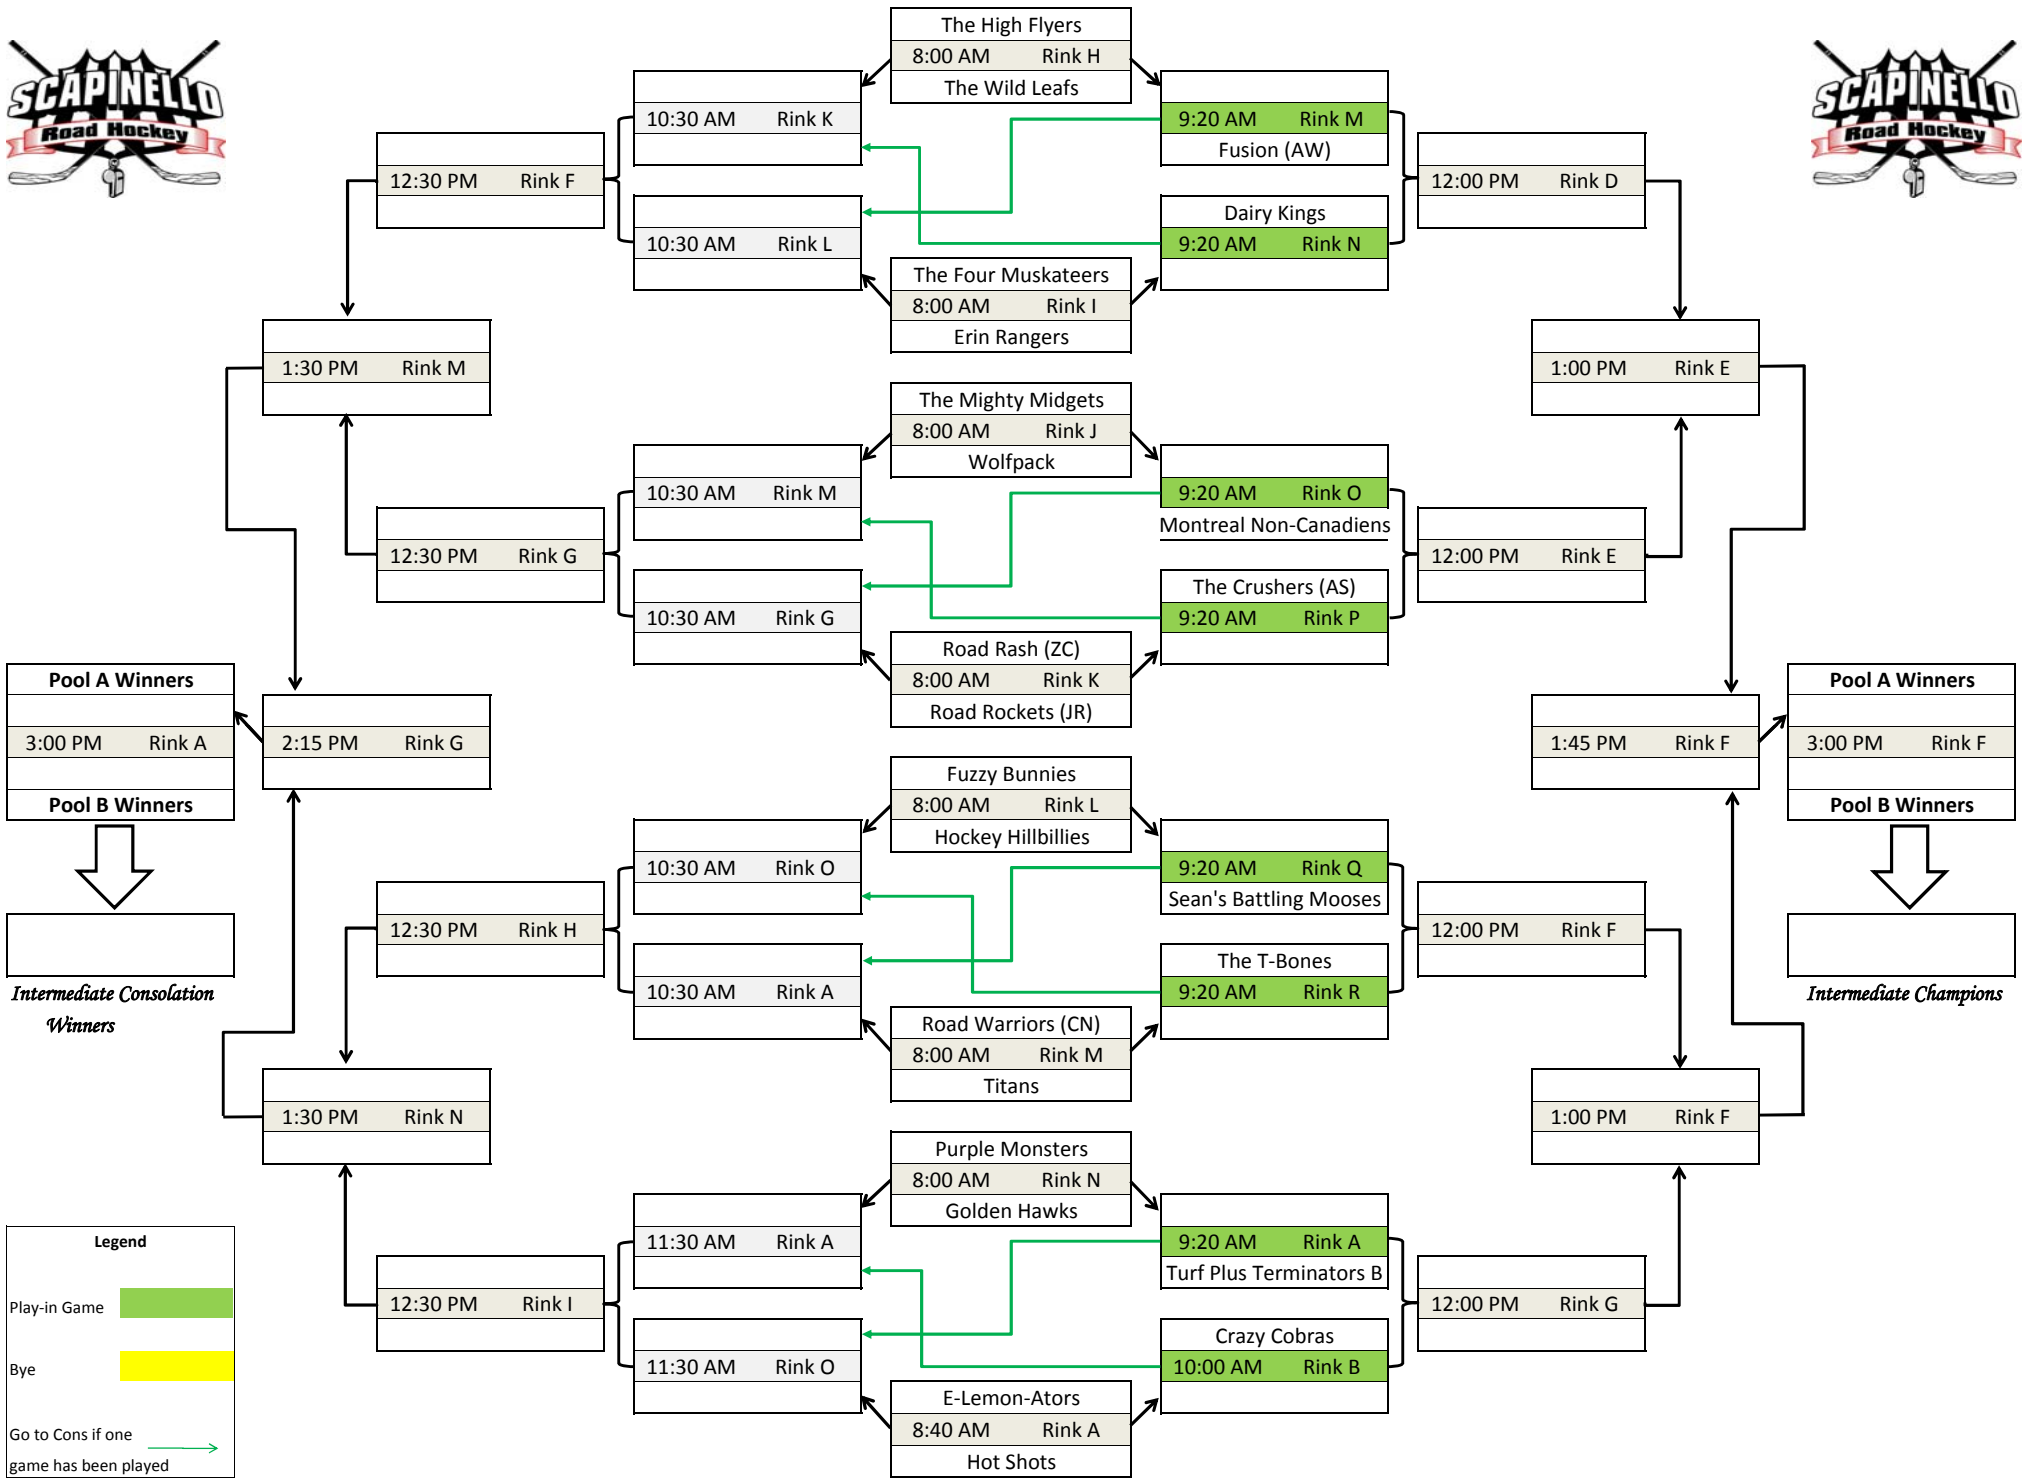 SCAPINELLO
Road Hockey
SCAPINELLO
Road Hockey
The High Flyers
8:00 AM Rink H
The Wild Leafs
10:30 AM Rink K
9:20 AM Rink M
Fusion (AW)
12:30 PM Rink F
12:00 PM Rink D
Dairy Kings
10:30 AM Rink L
9:20 AM Rink N
The Four Muskateers
8:00 AM Rink I
Erin Rangers
1:30 PM Rink M
1:00 PM Rink E
The Mighty Midgets
8:00 AM Rink J
Wolfpack
10:30 AM Rink M
9:20 AM Rink O
Montreal Non-Canadiens
12:30 PM Rink G
12:00 PM Rink E
The Crushers (AS)
10:30 AM Rink G
9:20 AM Rink P
Road Rash (ZC)
8:00 AM Rink K
Road Rockets (JR)
Pool A Winners
3:00 PM Rink A
Pool B Winners
2:15 PM Rink G
1:45 PM Rink F
Pool A Winners
3:00 PM Rink F
Pool B Winners
Fuzzy Bunnies
8:00 AM Rink L
Hockey Hillbillies
10:30 AM Rink O
9:20 AM Rink Q
Sean's Battling Mooses
12:30 PM Rink H
12:00 PM Rink F
The T-Bones
10:30 AM Rink A
9:20 AM Rink R
Intermediate Consolation
Winners
Intermediate Champions
Road Warriors (CN)
8:00 AM Rink M
Titans
1:30 PM Rink N
1:00 PM Rink F
Purple Monsters
8:00 AM Rink N
Golden Hawks
11:30 AM Rink A
9:20 AM Rink A
Turf Plus Terminators B
12:30 PM Rink I
12:00 PM Rink G
Crazy Cobras
11:30 AM Rink O
10:00 AM Rink B
E-Lemon-Ators
8:40 AM Rink A
Hot Shots
Legend
Play-in Game
Bye
Go to Cons if one
game has been played